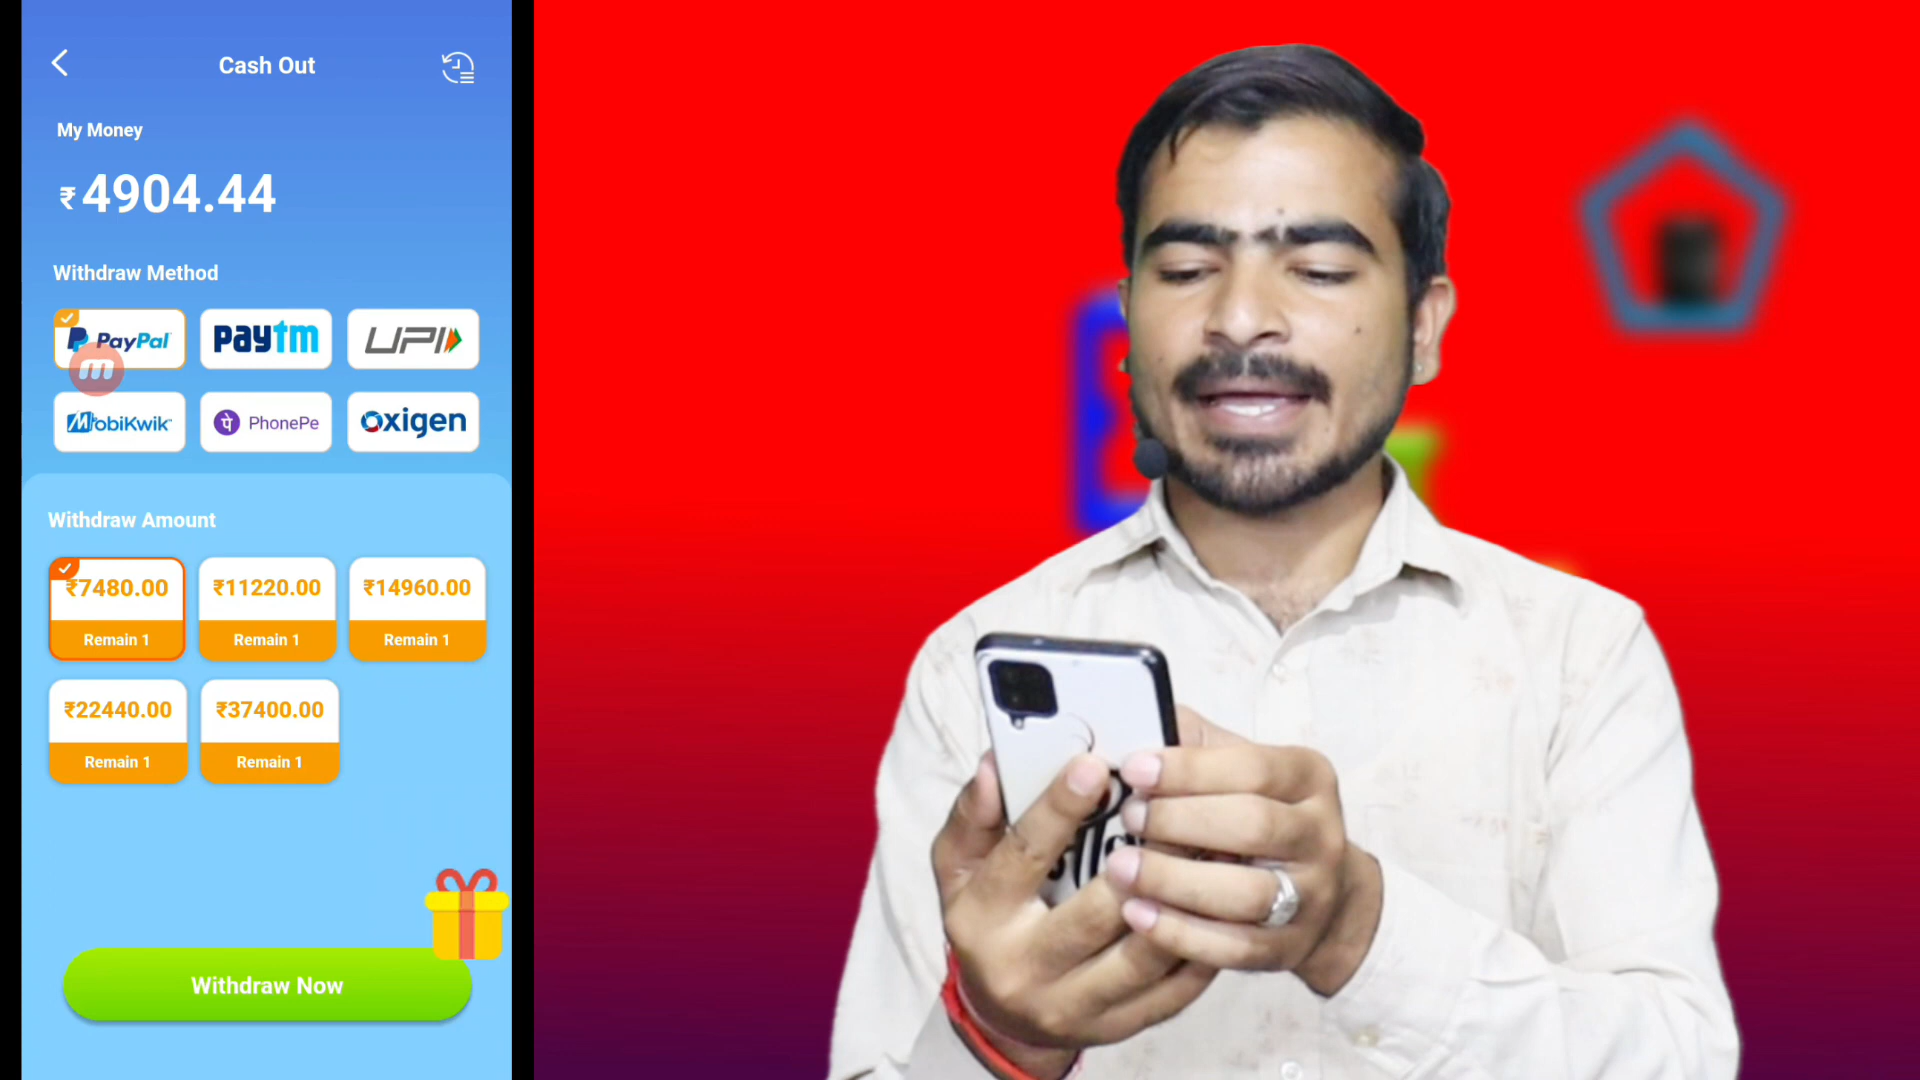 Cash Out
My Money
₹4904.44
Withdraw Method
PayPal paytm UPI
m
MobiKwik पे PhonePe oxigen
Withdraw Amount
₹7480.00 ₹11220.00 ₹14960.00
Remain 1 Remain 1 Remain 1
₹22440.00 ₹37400.00
Remain 1 Remain 1
Withdraw Now